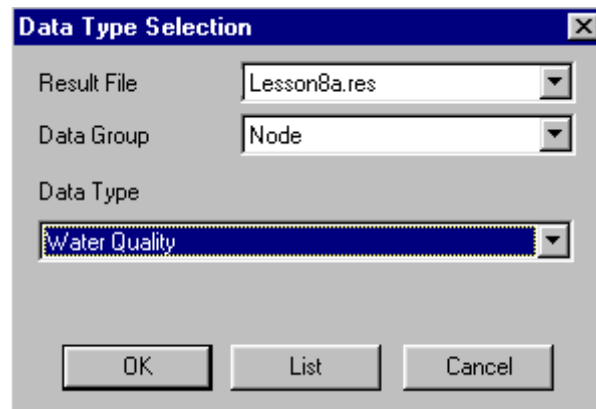 Data Type Selection
Result File Lesson8a.res
Data Group Node
Data Type
Water Quality
OK List Cancel